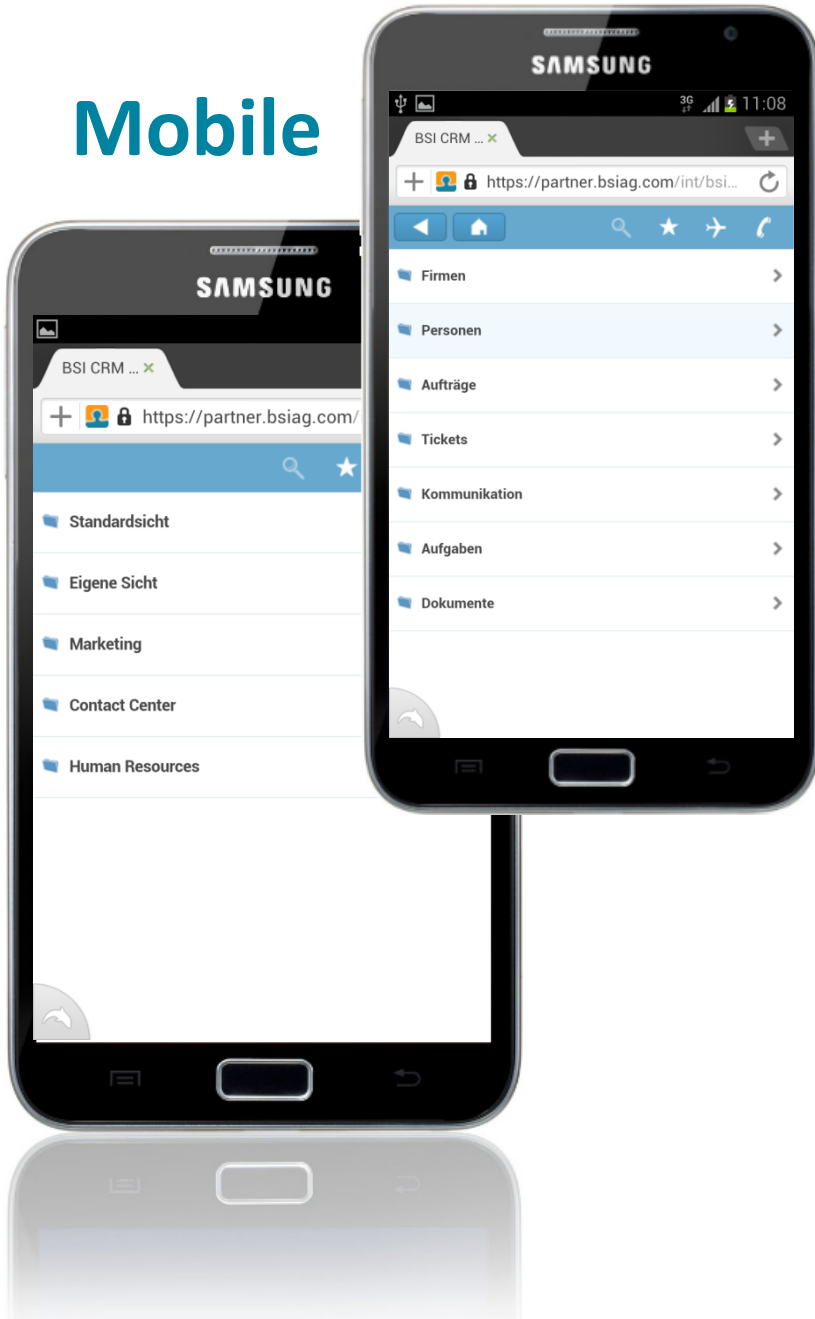 Mobile
SAMSUNG
3G 11:08
BSI CRM ... ×
https://partner.bsiag.com/int/bsi...
Firmen
Personen
Aufträge
Tickets
Kommunikation
Aufgaben
Dokumente
SAMSUNG
BSI CRM ... ×
https://partner.bsiag.com/
Standardsicht
Eigene Sicht
Marketing
Contact Center
Human Resources